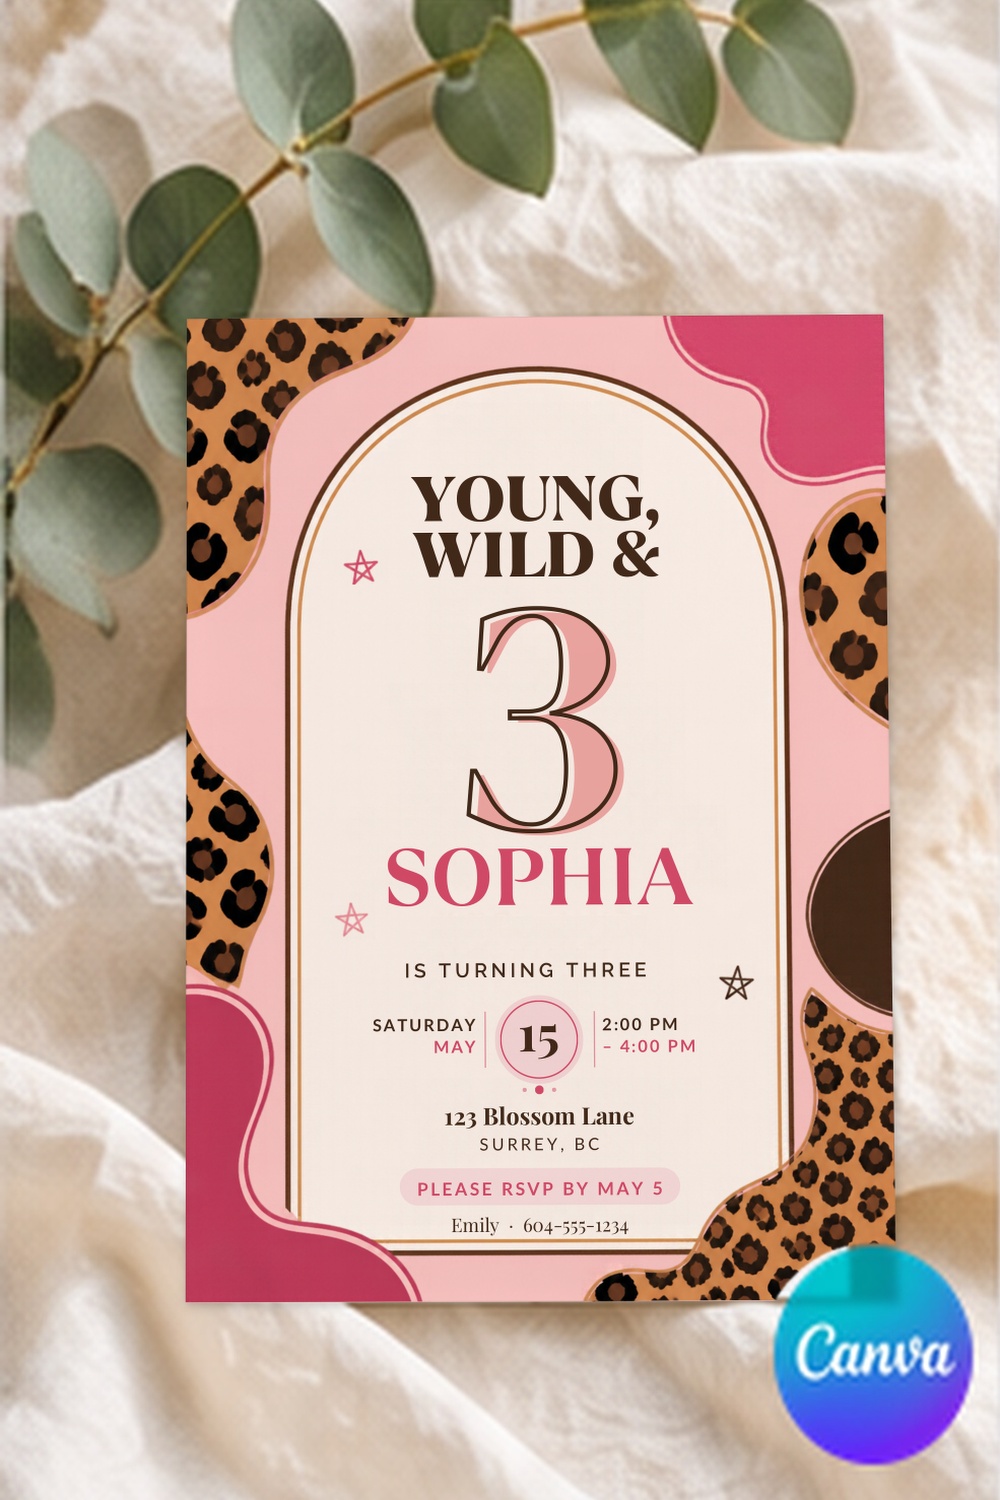 YOUNG,
WILD &
3
SOPHIA
IS TURNING THREE
SATURDAY
MAY
15
2:00 PM
– 4:00 PM
123 Blossom Lane
SURREY, BC
PLEASE RSVP BY MAY 5
Emily · 604-555-1234
Canva